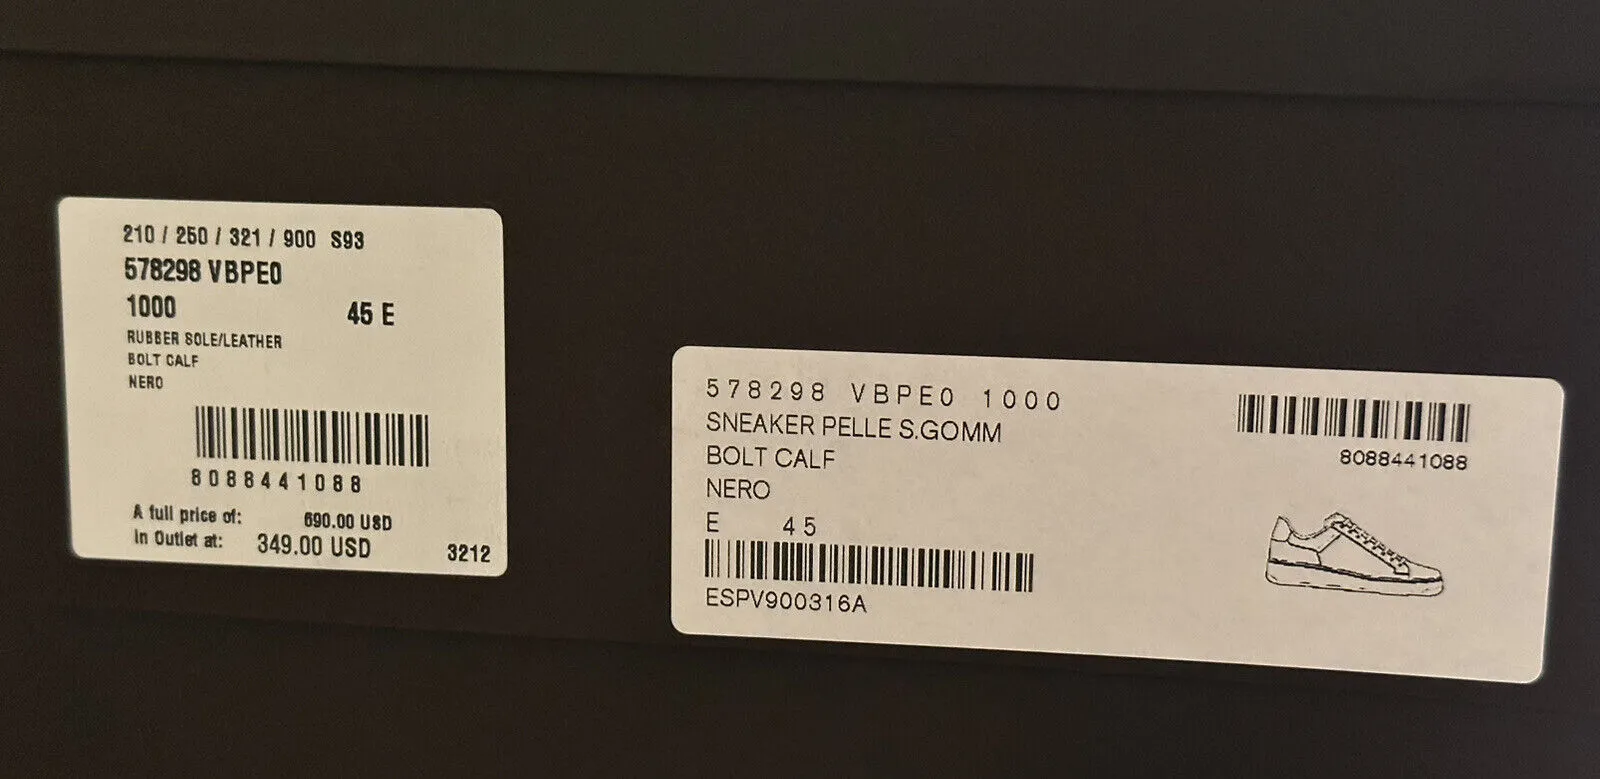 210 / 250 / 321 / 900 S93
578298 VBPE0
1000 45 E
RUBBER SOLE/LEATHER
BOLT CALF
NERO
8088441088
A full price of: 690.00 USD
In Outlet at: 349.00 USD 3212
578298 VBPE0 1000
SNEAKER PELLE S.GOMM
BOLT CALF
NERO
E 45
ESPV900316A
8088441088